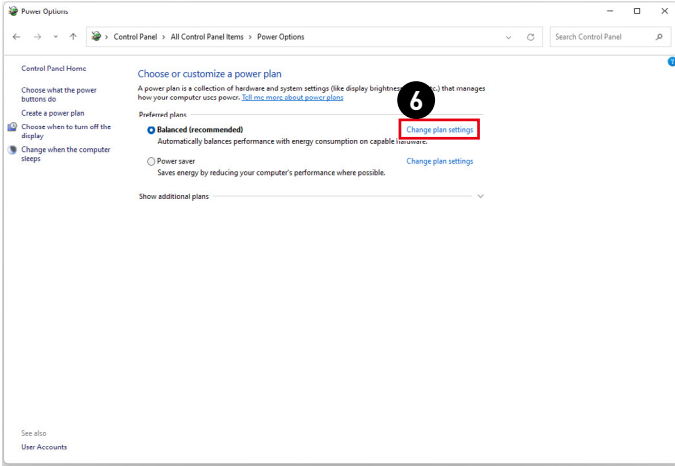 Power Options
Control Panel > All Control Panel Items > Power Options
Search Control Panel
Control Panel Home
Choose what the power
buttons do
Create a power plan
Choose when to turn off the
display
Change when the computer
sleeps
Choose or customize a power plan
A power plan is a collection of hardware and system settings (like display brightness, c.) that manages
how your computer uses power. Tell me more about power plans
6
Preferred plans
Balanced (recommended)
Change plan settings
Automatically balances performance with energy consumption on capable hardware.
Power saver
Change plan settings
Saves energy by reducing your computer's performance where possible.
Show additional plans
See also
User Accounts
?